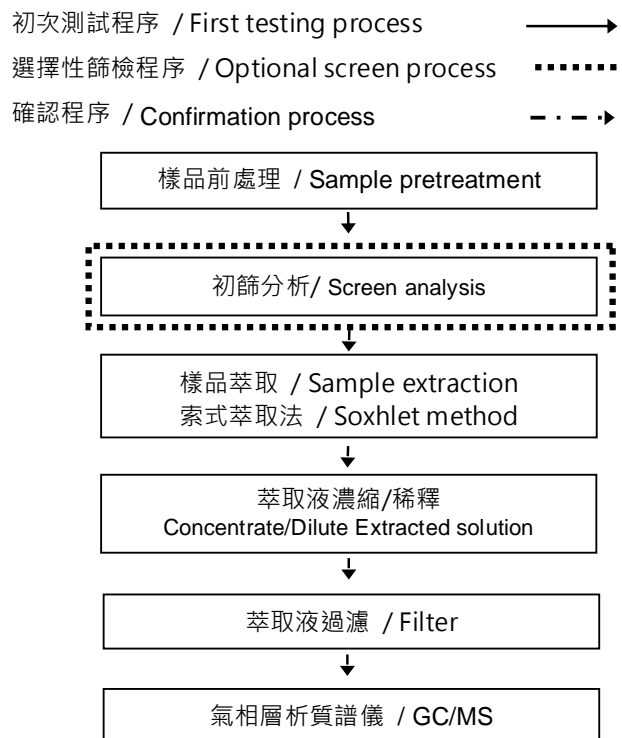 初次測試程序 / First testing process
選擇性篩檢程序 / Optional screen process
確認程序 / Confirmation process
樣品前處理 / Sample pretreatment
初篩分析/ Screen analysis
樣品萃取 / Sample extraction
索式萃取法 / Soxhlet method
萃取液濃縮/稀釋
Concentrate/Dilute Extracted solution
萃取液過濾 / Filter
氣相層析質譜儀 / GC/MS